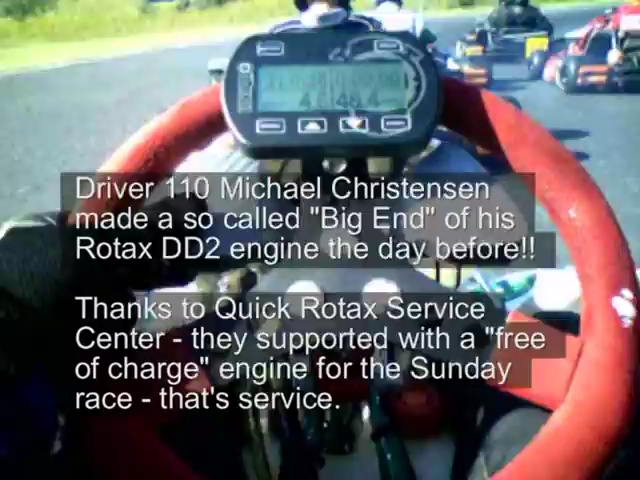 Driver 110 Michael Christensen
made a so called "Big End" of his
Rotax DD2 engine the day before!!
Thanks to Quick Rotax Service
Center - they supported with a "free
of charge" engine for the Sunday
race - that's service.